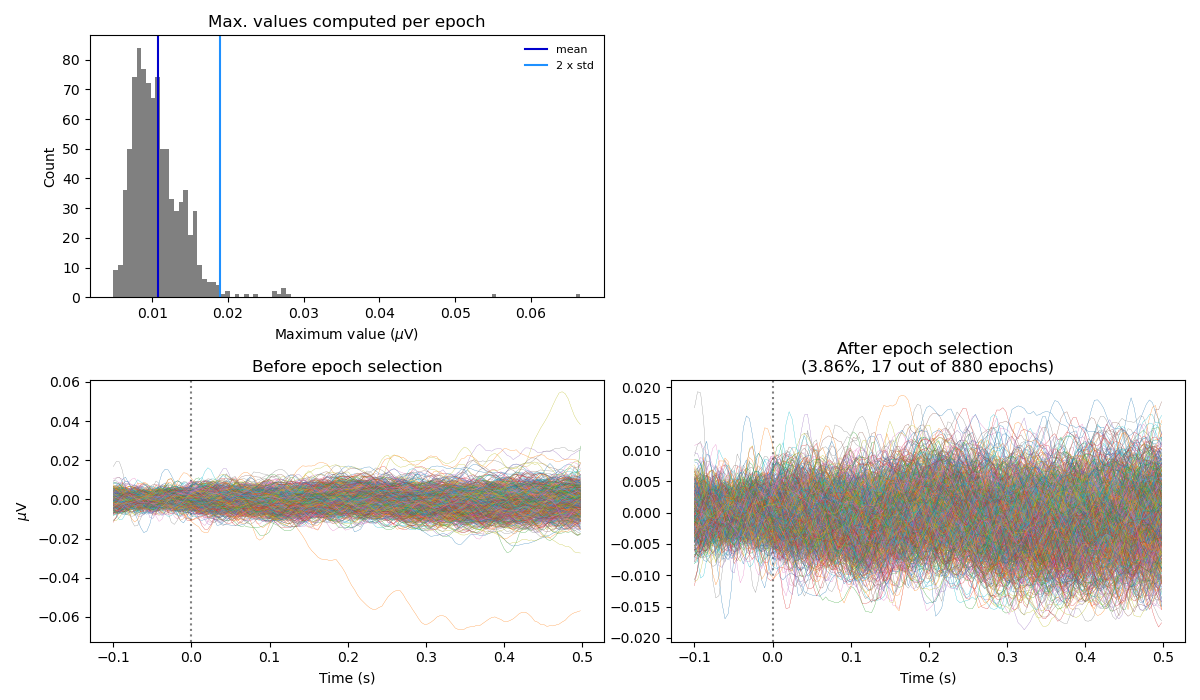 Max. values computed per epoch
mean
2 x std
80
70
60
50
40
30
20
10
0
Count
0.01 0.02 0.03 0.04 0.05 0.06
Maximum value (μV)
Before epoch selection
0.06
0.04
0.02
0.00
−0.02
−0.04
−0.06
μV
−0.1 0.0 0.1 0.2 0.3 0.4 0.5
Time (s)
After epoch selection
(3.86%, 17 out of 880 epochs)
0.020
0.015
0.010
0.005
0.000
−0.005
−0.010
−0.015
−0.020
−0.1 0.0 0.1 0.2 0.3 0.4 0.5
Time (s)